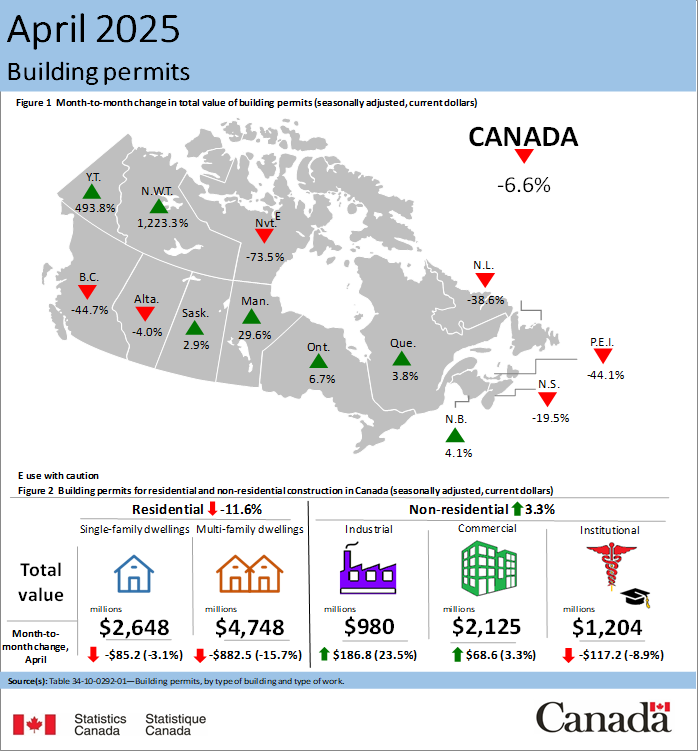 April 2025
Building permits
Figure 1 Month-to-month change in total value of building permits (seasonally adjusted, current dollars)
CANADA
-6.6%
Y.T.
493.8%
N.W.T.
1,223.3%
Nvt.E
-73.5%
B.C.
-44.7%
Alta.
-4.0%
Sask.
2.9%
Man.
29.6%
Ont.
6.7%
Que.
3.8%
N.L.
-38.6%
P.E.I.
-44.1%
N.S.
-19.5%
N.B.
4.1%
E use with caution
Figure 2 Building permits for residential and non-residential construction in Canada (seasonally adjusted, current dollars)
Residential -11.6%
Non-residential 3.3%
Single-family dwellings Multi-family dwellings Industrial Commercial Institutional
Total
value
millions millions millions millions millions
$2,648 $4,748 $980 $2,125 $1,204
Month-to-
month change,
April
-$85.2 (-3.1%) -$882.5 (-15.7%) $186.8 (23.5%) $68.6 (3.3%) -$117.2 (-8.9%)
Source(s): Table 34-10-0292-01—Building permits, by type of building and type of work.
Statistics Statistique
Canada Canada
Canada